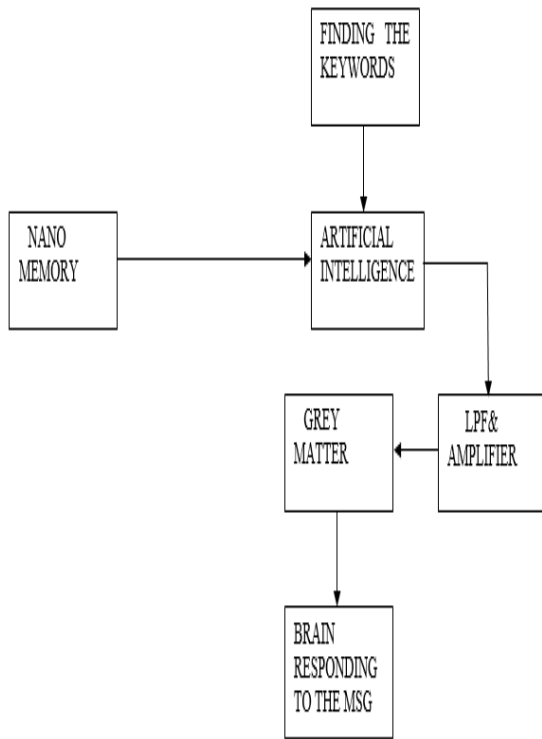 FINDING THE
KEYWORDS
NANO
MEMORY
ARTIFICIAL
INTELLIGENCE
GREY
MATTER
LPF&
AMPLIFIER
BRAIN
RESPONDING
TO THE MSG